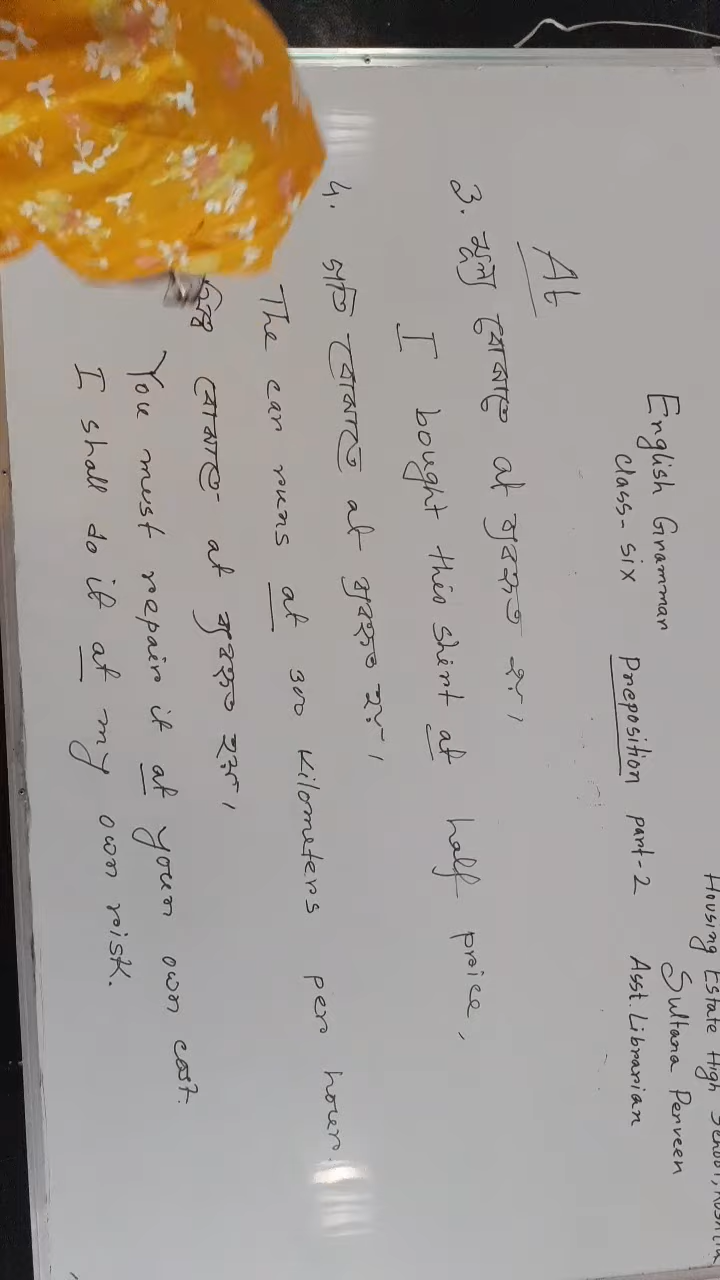 Housing Estate High School,
Sultana Perveen
English Grammar
class-six Preposition part-2 Asst. Librarian
At
3. মূল্য বোঝাতে at ব্যবহৃত হয়।
I bought this shirt at half price,
4. গতি বোঝাতে at ব্যবহৃত হয়।
The car runs at 300 kilometers per hour.
বোঝাতে at ব্যবহৃত হয়।
You must repair it at your own cost.
I shall do it at my own risk.